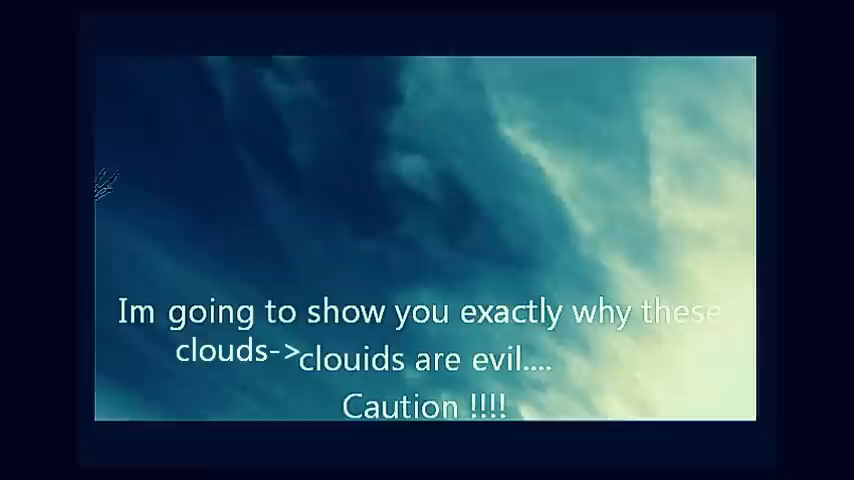 Im going to show you exactly why these
clouds->clouids are evil....
Caution !!!!